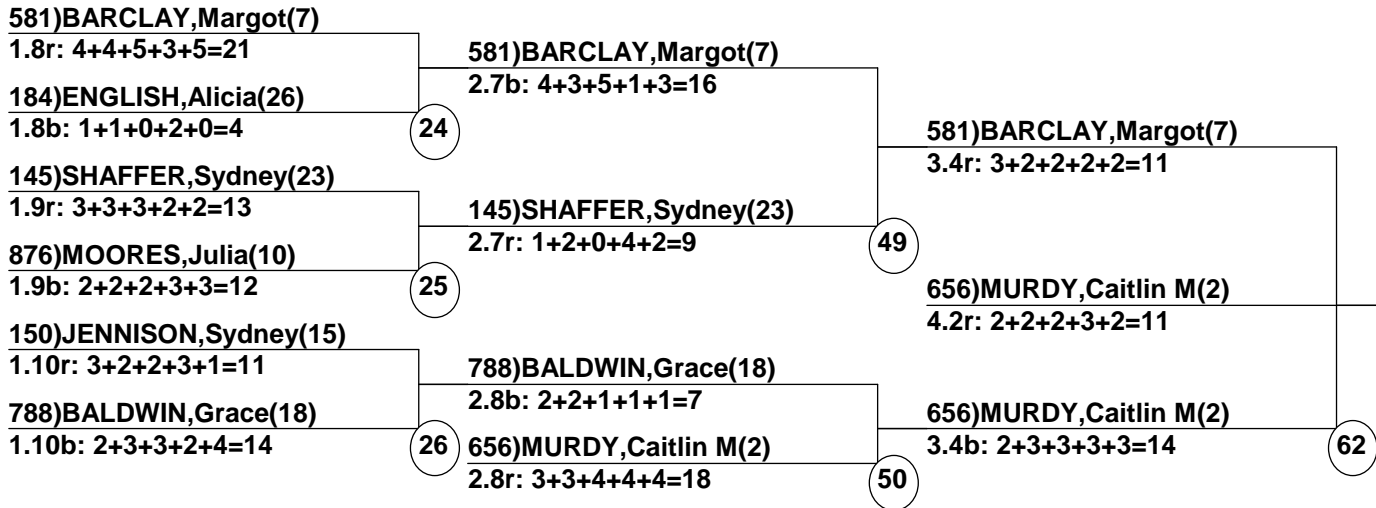 581)BARCLAY,Margot(7)
1.8r: 4+4+5+3+5=21
184)ENGLISH,Alicia(26)
1.8b: 1+1+0+2+0=4
24
145)SHAFFER,Sydney(23)
1.9r: 3+3+3+2+2=13
876)MOORES,Julia(10)
1.9b: 2+2+2+3+3=12
25
150)JENNISON,Sydney(15)
1.10r: 3+2+2+3+1=11
788)BALDWIN,Grace(18)
1.10b: 2+3+3+2+4=14
26
581)BARCLAY,Margot(7)
2.7b: 4+3+5+1+3=16
145)SHAFFER,Sydney(23)
2.7r: 1+2+0+4+2=9
49
788)BALDWIN,Grace(18)
2.8b: 2+2+1+1+1=7
656)MURDY,Caitlin M(2)
2.8r: 3+3+4+4+4=18
50
581)BARCLAY,Margot(7)
3.4r: 3+2+2+2+2=11
656)MURDY,Caitlin M(2)
4.2r: 2+2+2+3+2=11
656)MURDY,Caitlin M(2)
3.4b: 2+3+3+3+3=14
62